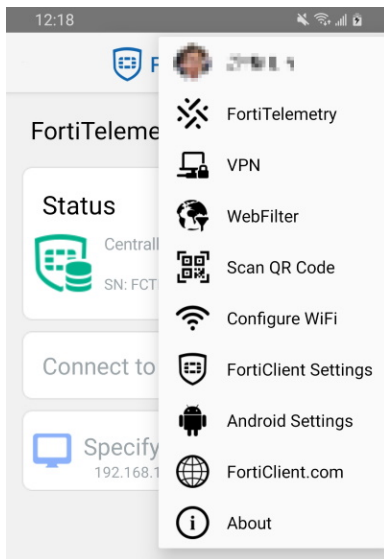 12:18
F
FortiTeleme
Status
Centrall
SN: FCT
Connect to
Specify
192.168.1
FortiTelemetry
VPN
WebFilter
Scan QR Code
Configure WiFi
FortiClient Settings
Android Settings
FortiClient.com
About